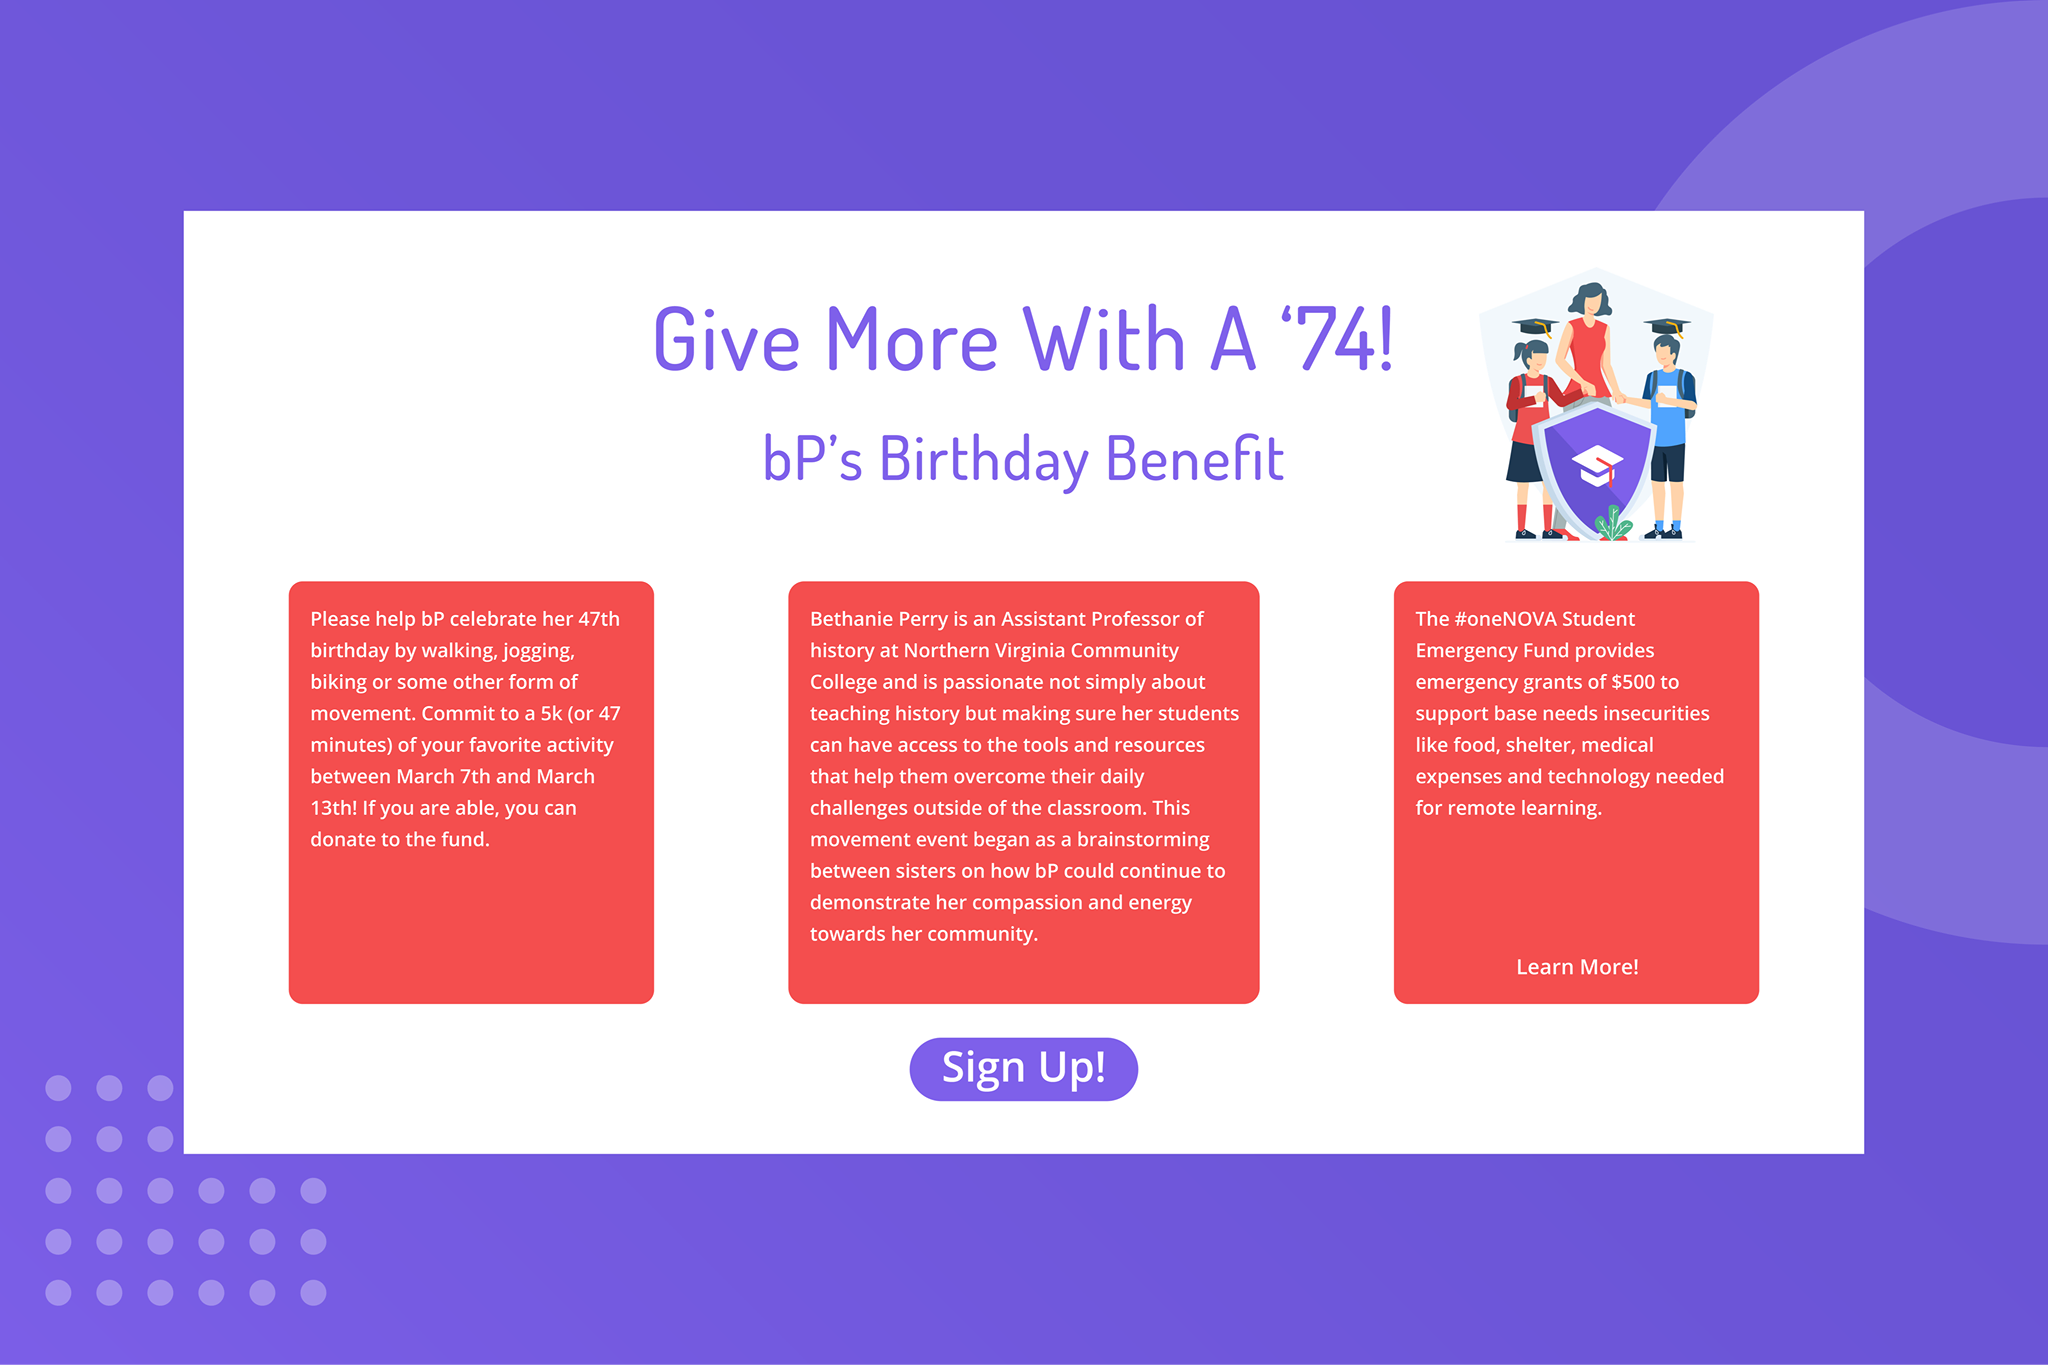 Give More With A ‘74!
bP’s Birthday Benefit
Please help bP celebrate her 47th
birthday by walking, jogging,
biking or some other form of
movement. Commit to a 5k (or 47
minutes) of your favorite activity
between March 7th and March
13th! If you are able, you can
donate to the fund.
Bethanie Perry is an Assistant Professor of
history at Northern Virginia Community
College and is passionate not simply about
teaching history but making sure her students
can have access to the tools and resources
that help them overcome their daily
challenges outside of the classroom. This
movement event began as a brainstorming
between sisters on how bP could continue to
demonstrate her compassion and energy
towards her community.
The #oneNOVA Student
Emergency Fund provides
emergency grants of $500 to
support base needs insecurities
like food, shelter, medical
expenses and technology needed
for remote learning.
Learn More!
Sign Up!